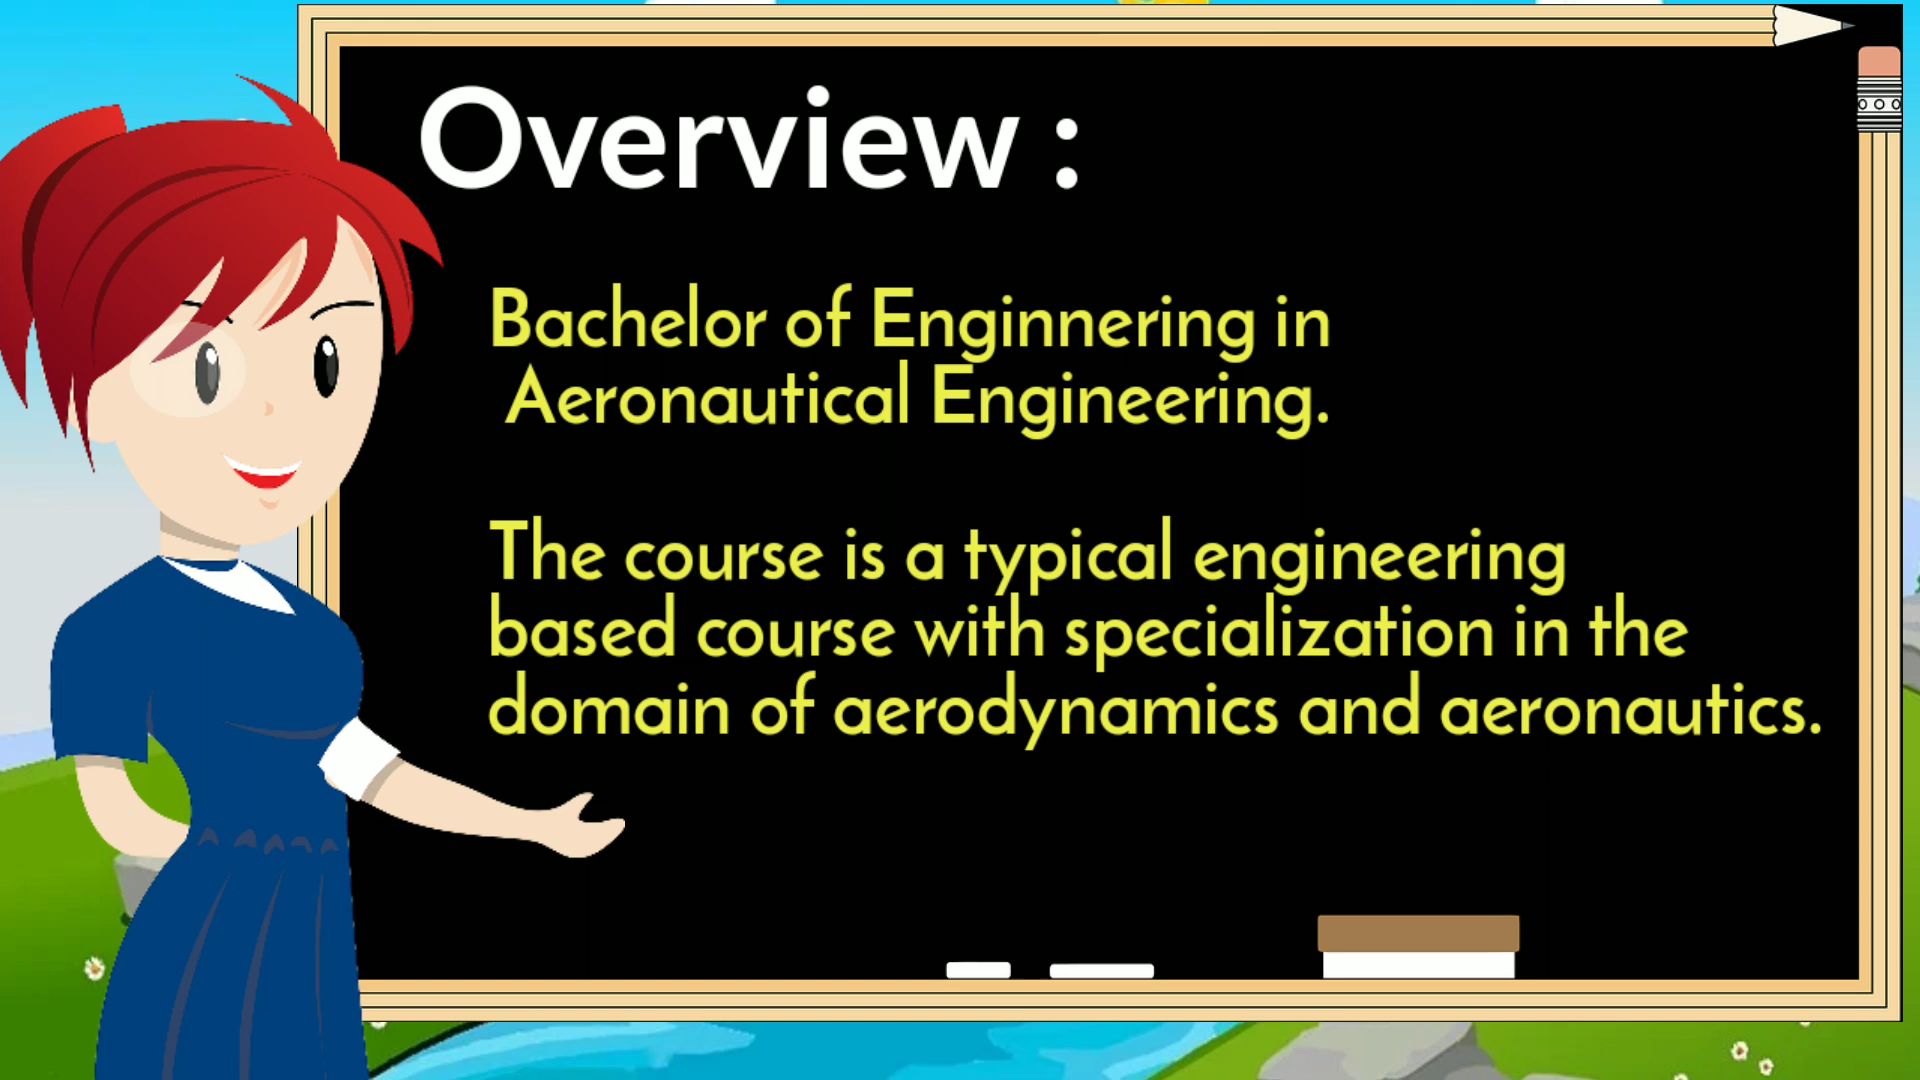 Overview :
Bachelor of Enginnering in
Aeronautical Engineering.
The course is a typical engineering
based course with specialization in the
domain of aerodynamics and aeronautics.